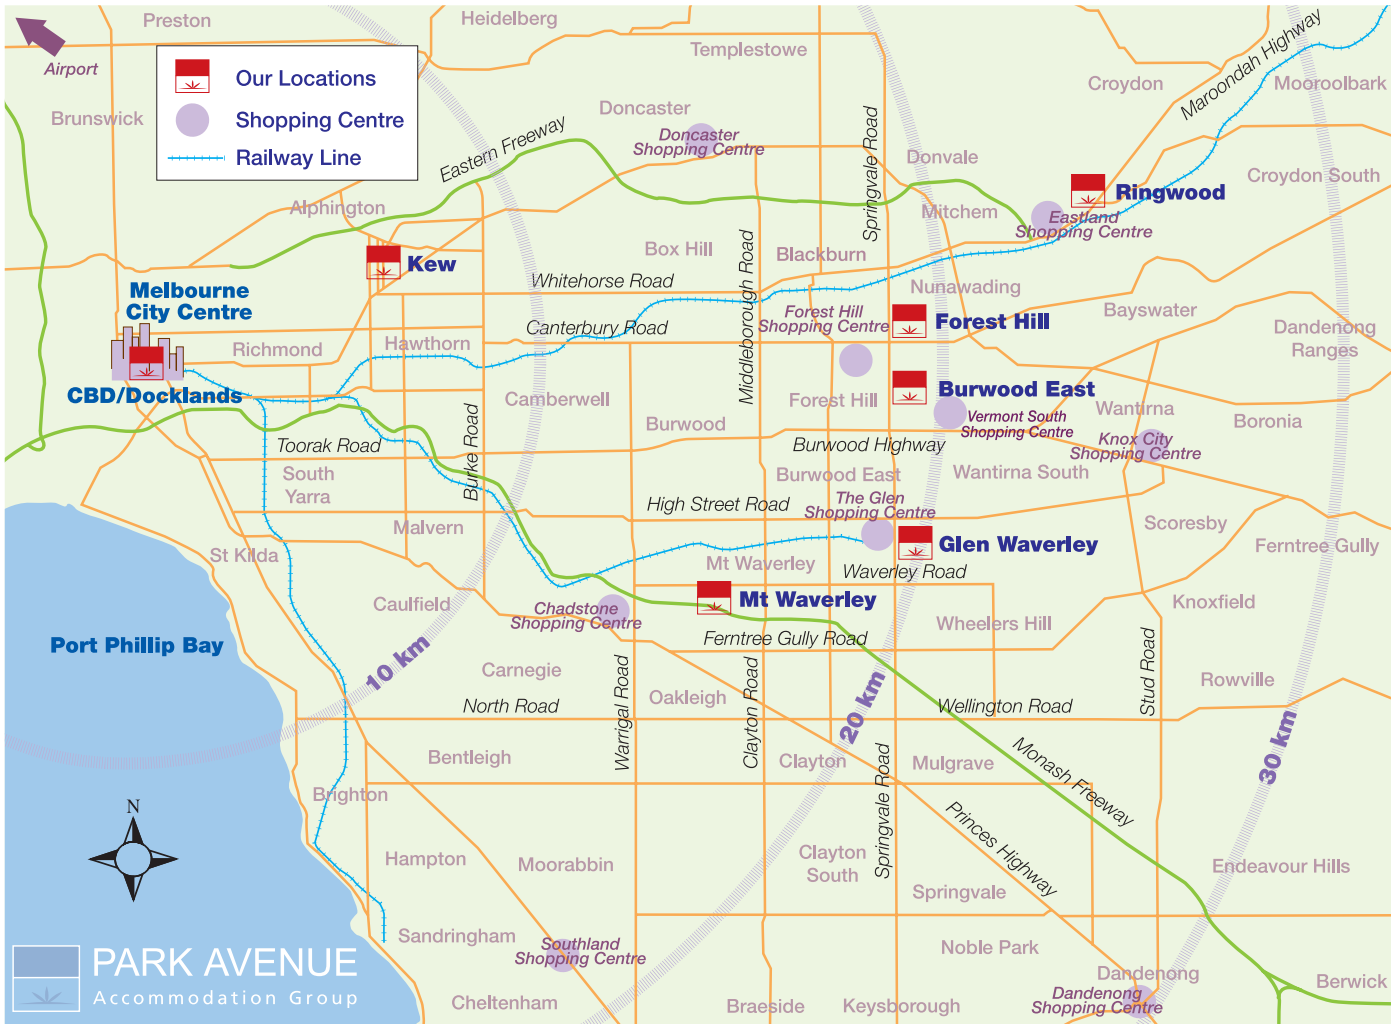 Preston
Heidelberg
Templestowe
Airport
Our Locations
Shopping Centre
Railway Line
Brunswick
Doncaster
Doncaster
Shopping Centre
Eastern Freeway
Springvale Road
Croydon
Maroondah Highway
Mooroolbark
Donvale
Croydon South
Ringwood
Mitchem
Eastland
Shopping Centre
Alphington
Kew
Box Hill
Blackburn
Middleborough Road
Whitehorse Road
Nunawading
Melbourne
City Centre
Canterbury Road
Forest Hill
Shopping Centre
Forest Hill
Bayswater
Dandenong
Ranges
Richmond
Hawthorn
CBD/Docklands
Camberwell
Forest Hill
Burwood East
Vermont South
Shopping Centre
Wantirna
Boronia
Burwood
Toorak Road
Burke Road
Burwood Highway
Knox City
Shopping Centre
South
Yarra
Burwood East
Wantirna South
High Street Road
The Glen
Shopping Centre
Malvern
Scoresby
St Kilda
Mt Waverley
Glen Waverley
Waverley Road
Ferntree Gully
Caulfield
Chadstone
Shopping Centre
Mt Waverley
Knoxfield
Wheelers Hill
Port Phillip Bay
10 km
Ferntree Gully Road
Carnegie
Oakleigh
Warrigal Road
Clayton Road
20 km
Stud Road
Rowville
North Road
Wellington Road
30 km
Bentleigh
Clayton
Springvale Road
Mulgrave
Monash Freeway
Brighton
N
Princes Highway
Hampton
Moorabbin
Clayton
South
Endeavour Hills
Springvale
Sandringham
Southland
Shopping Centre
Noble Park
PARK AVENUE
Accommodation Group
Dandenong
Dandenong
Shopping Centre
Berwick
Cheltenham
Braeside
Keysborough